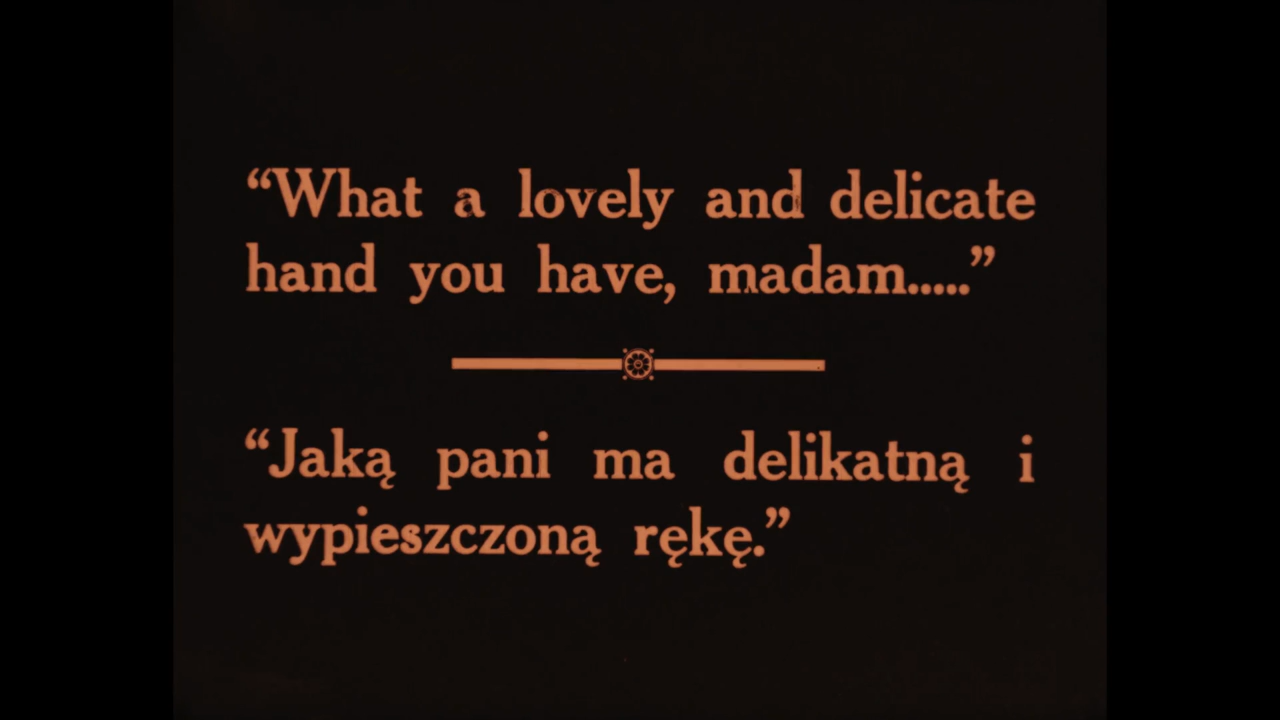 “What a lovely and delicate
hand you have, madam.....”
“Jaką pani ma delikatną i
wypieszczoną rękę.”